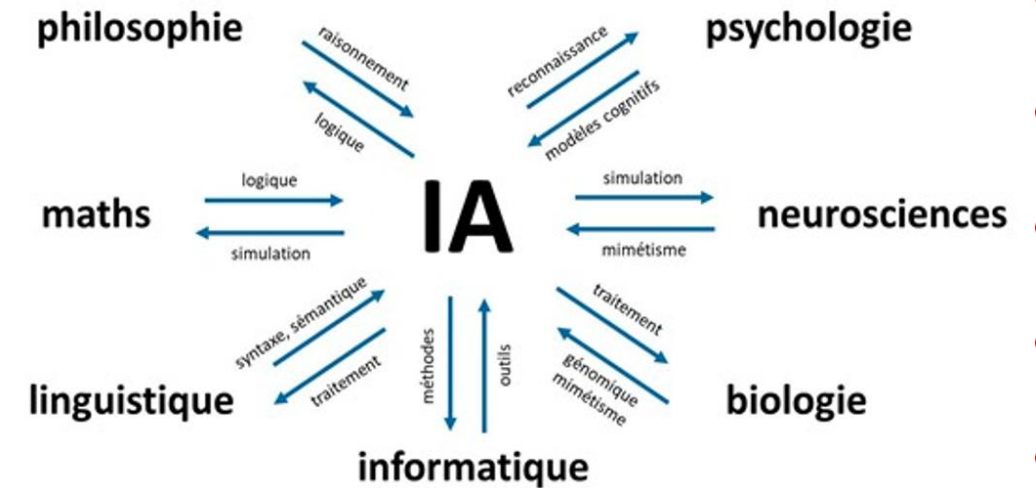 philosophie
raisonnement
logique
reconnaissance
modèles cognitifs
psychologie
maths
logique
simulation
IA
simulation
mimétisme
neurosciences
syntaxe, sémantique
traitement
linguistique
méthodes
outils
informatique
traitement
génomique
mimétisme
biologie